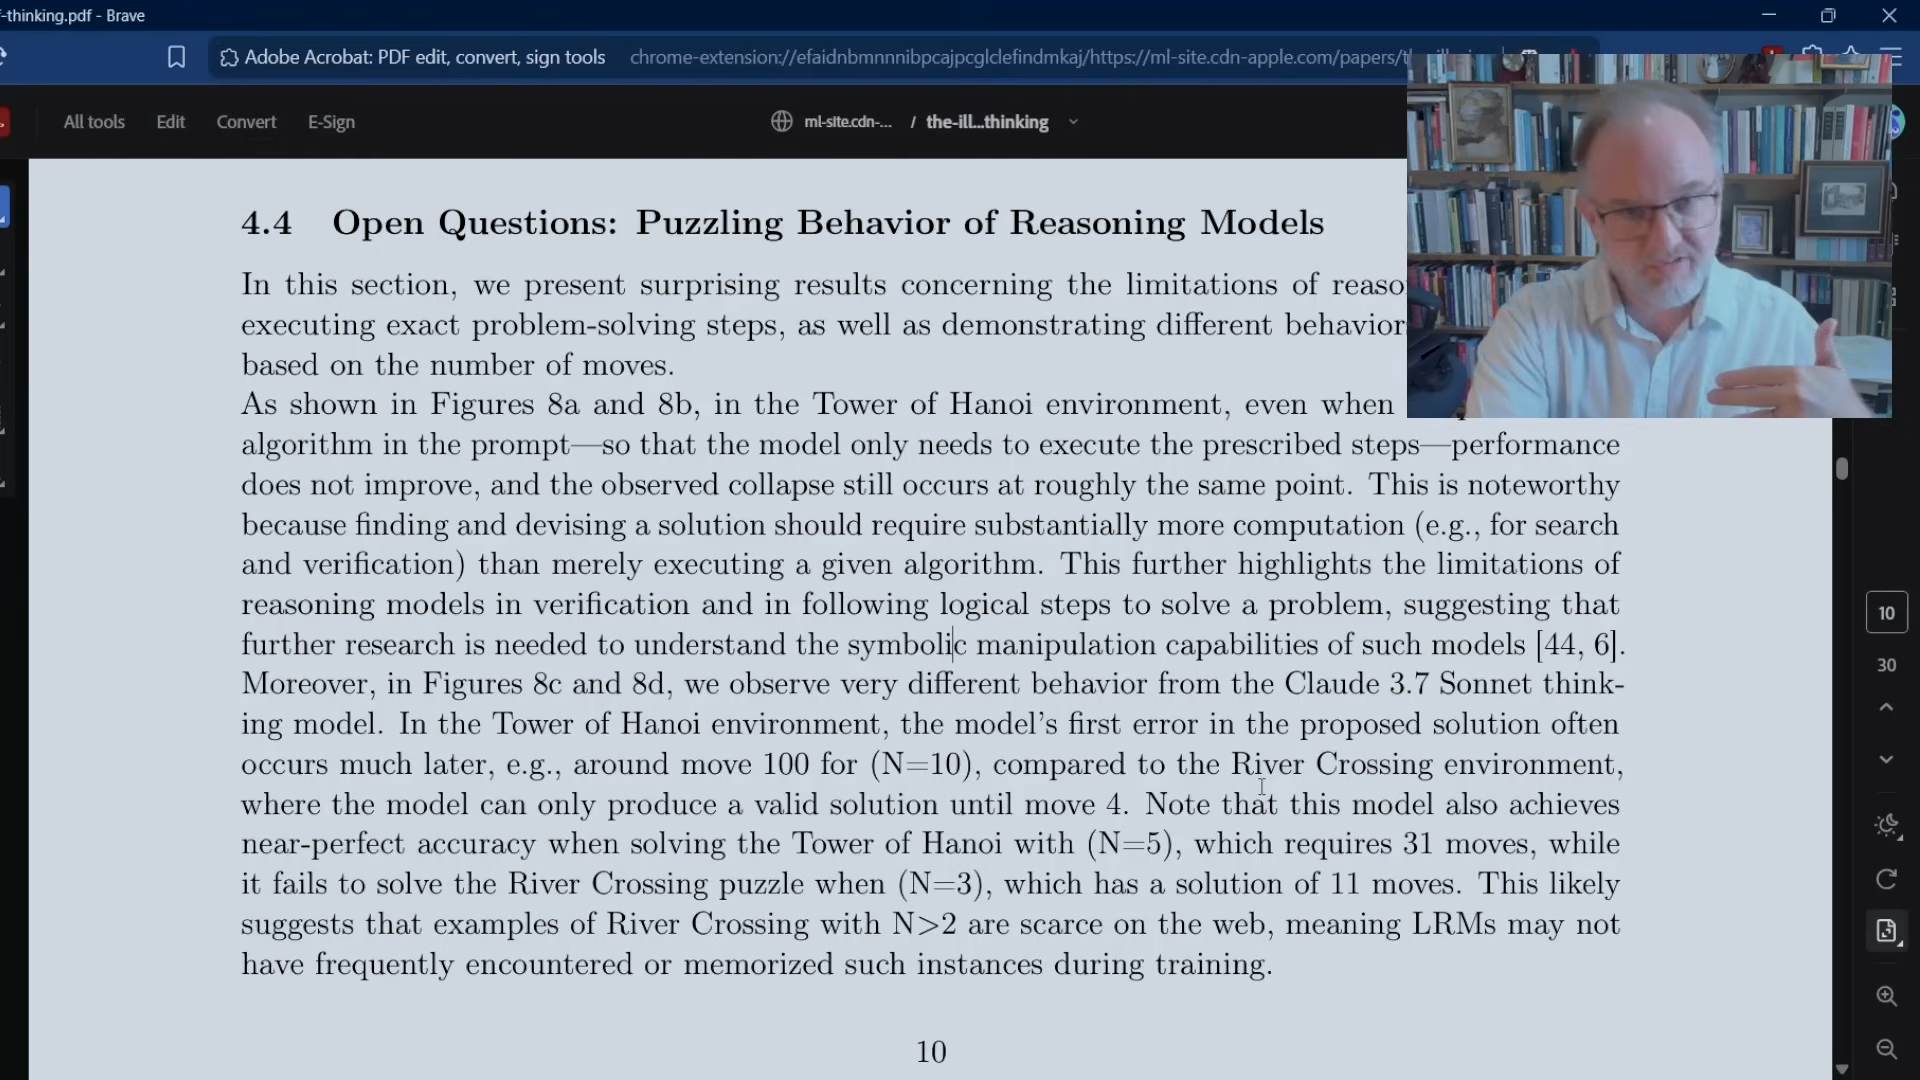 f-thinking.pdf - Brave
Adobe Acrobat: PDF edit, convert, sign tools chrome-extension://efaidnbmnnnibpcajpcglclefindmkaj/https://ml-site.cdn-apple.com/papers/
All tools Edit Convert E-Sign ml-site.cdn-... / the-ill...thinking
4.4 Open Questions: Puzzling Behavior of Reasoning Models
In this section, we present surprising results concerning the limitations of reaso
executing exact problem-solving steps, as well as demonstrating different behavior
based on the number of moves.
As shown in Figures 8a and 8b, in the Tower of Hanoi environment, even when
algorithm in the prompt—so that the model only needs to execute the prescribed steps—performance
does not improve, and the observed collapse still occurs at roughly the same point. This is noteworthy
because finding and devising a solution should require substantially more computation (e.g., for search
and verification) than merely executing a given algorithm. This further highlights the limitations of
reasoning models in verification and in following logical steps to solve a problem, suggesting that
further research is needed to understand the symbolic manipulation capabilities of such models [44, 6].
Moreover, in Figures 8c and 8d, we observe very different behavior from the Claude 3.7 Sonnet think-
ing model. In the Tower of Hanoi environment, the model's first error in the proposed solution often
occurs much later, e.g., around move 100 for (N=10), compared to the River Crossing environment,
where the model can only produce a valid solution until move 4. Note that this model also achieves
near-perfect accuracy when solving the Tower of Hanoi with (N=5), which requires 31 moves, while
it fails to solve the River Crossing puzzle when (N=3), which has a solution of 11 moves. This likely
suggests that examples of River Crossing with N>2 are scarce on the web, meaning LRMs may not
have frequently encountered or memorized such instances during training.
10
10
30